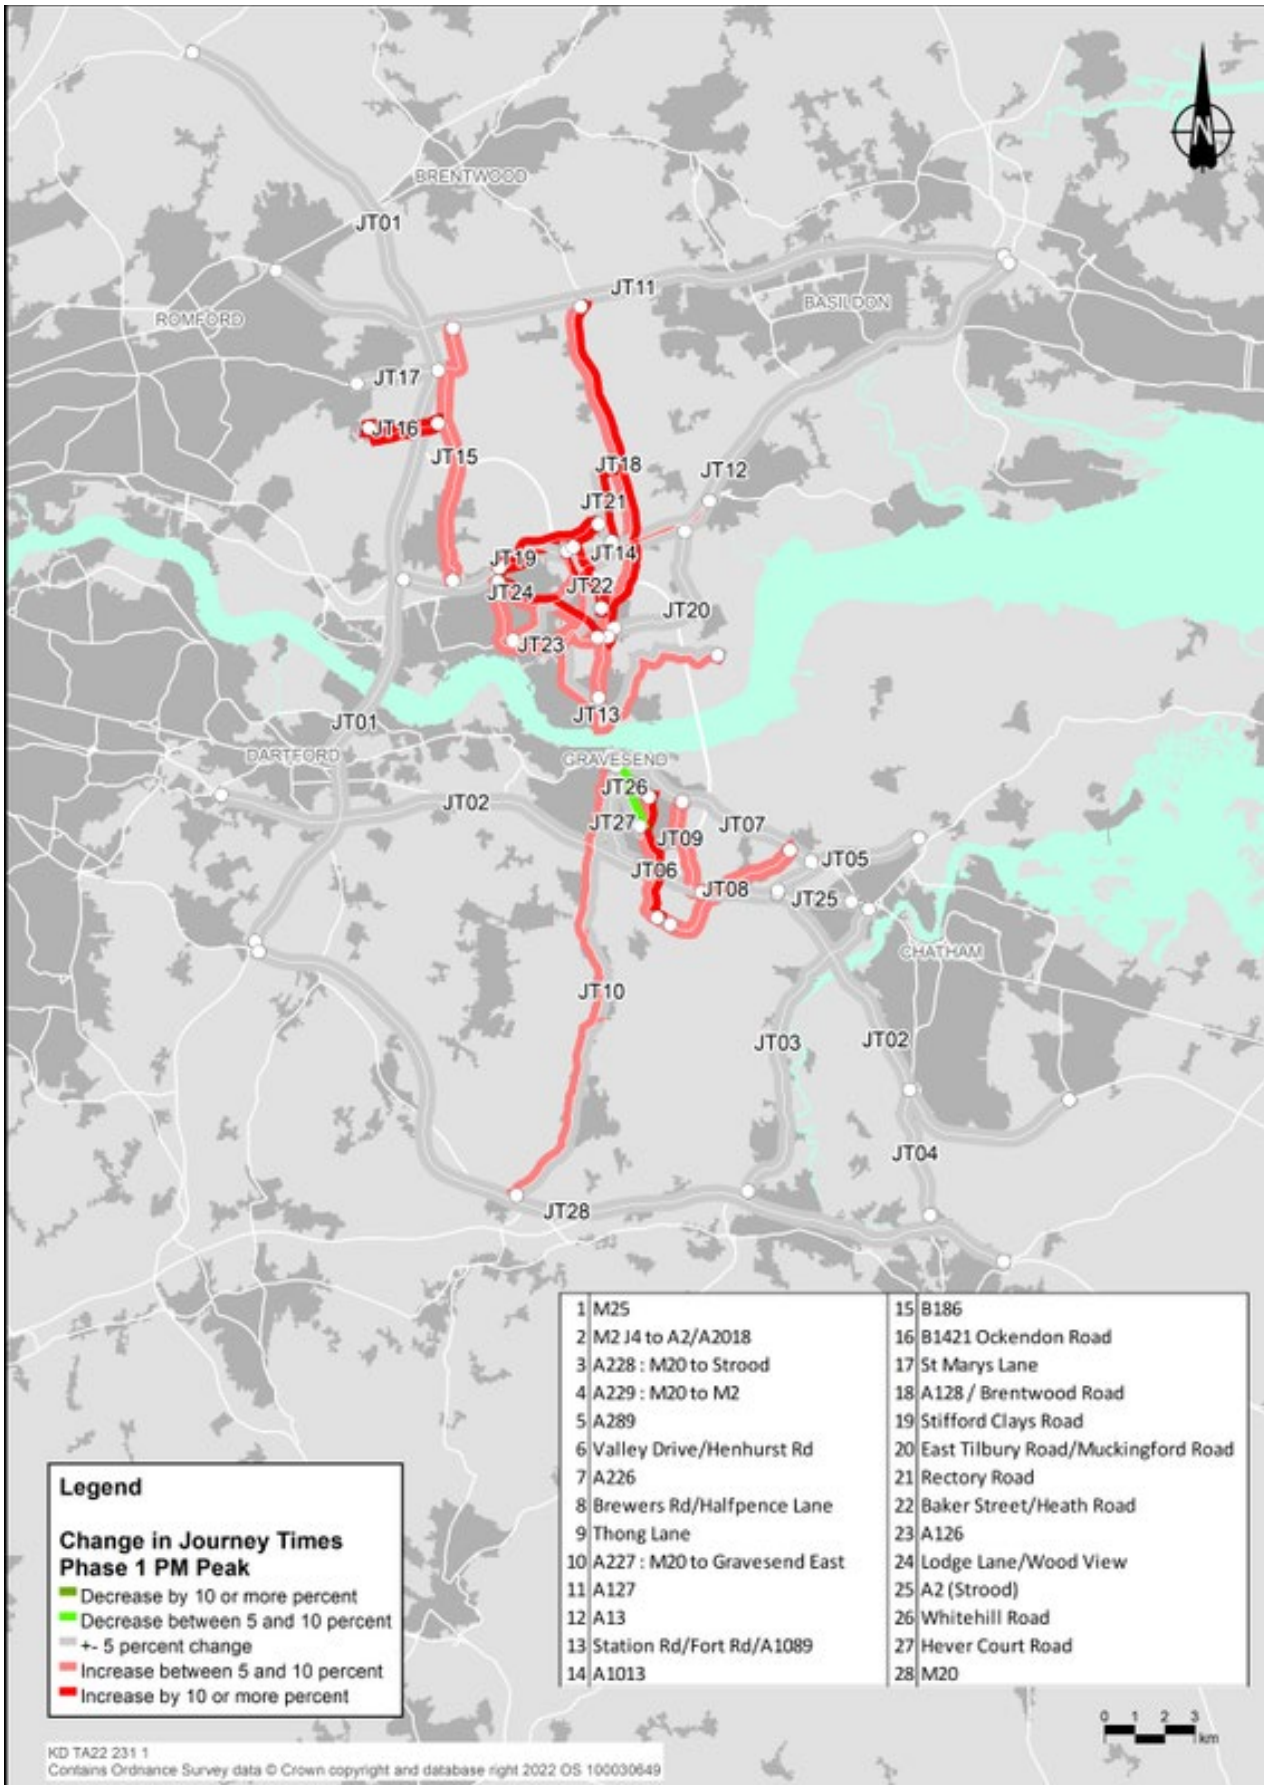 N
BRENTWOOD
JT01
JT11
BASILDON
ROMFORD
JT17
JT16
JT15
JT18
JT12
JT21
JT19
JT14
JT24
JT22
JT20
JT23
JT13
JT01
DARTFORD
GRAVESEND
JT26
JT02
JT27
JT09
JT07
JT06
JT05
JT08
JT25
CHATHAM
JT10
JT03
JT02
JT04
JT28
1 M25
2 M2 J4 to A2/A2018
3 A228 : M20 to Strood
4 A229 : M20 to M2
5 A289
6 Valley Drive/Henhurst Rd
7 A226
8 Brewers Rd/Halfpence Lane
9 Thong Lane
10 A227 : M20 to Gravesend East
11 A127
12 A13
13 Station Rd/Fort Rd/A1089
14 A1013
15 B186
16 B1421 Ockendon Road
17 St Marys Lane
18 A128 / Brentwood Road
19 Stifford Clays Road
20 East Tilbury Road/Muckingford Road
21 Rectory Road
22 Baker Street/Heath Road
23 A126
24 Lodge Lane/Wood View
25 A2 (Strood)
26 Whitehill Road
27 Hever Court Road
28 M20
Legend
Change in Journey Times
Phase 1 PM Peak
Decrease by 10 or more percent
Decrease between 5 and 10 percent
+- 5 percent change
Increase between 5 and 10 percent
Increase by 10 or more percent
0 1 2 3
km
KD TA22 231 1
Contains Ordnance Survey data © Crown copyright and database right 2022 OS 100030649